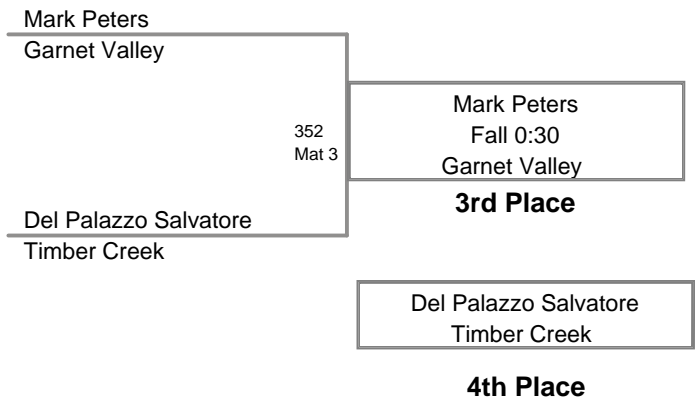 Mark Peters
Garnet Valley
352
Mat 3
Mark Peters
Fall 0:30
Garnet Valley
3rd Place
Del Palazzo Salvatore
Timber Creek
Del Palazzo Salvatore
Timber Creek
4th Place